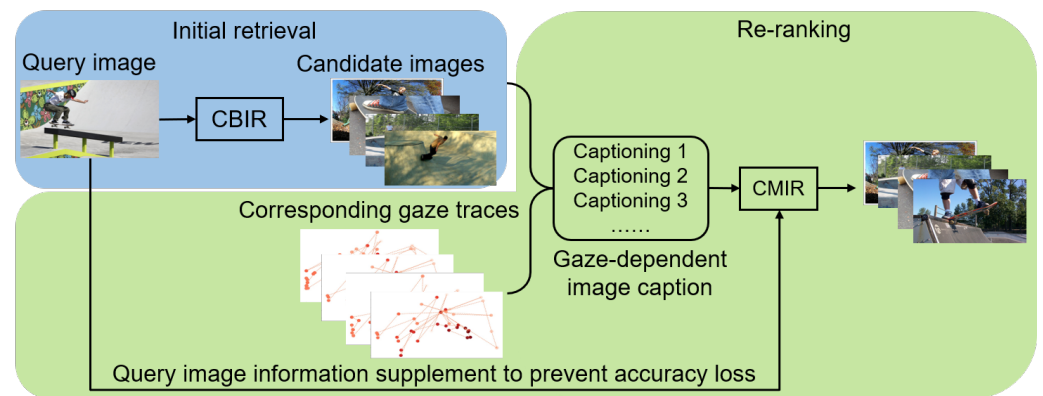 Initial retrieval
Re-ranking
Query image
Candidate images
CBIR
Captioning 1
Captioning 2
Captioning 3
......
CMIR
Corresponding gaze traces
Gaze-dependent
image caption
Query image information supplement to prevent accuracy loss